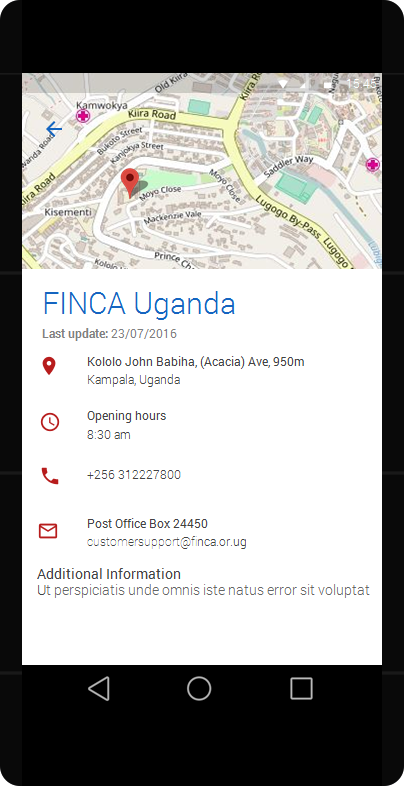 Old Kiira
Kiira R
Kamwokya
Kiira Road
Bukoto Street
Kanjokya Street
Saddler Way
Moyo Close
Moyo Close
Mackenzie Vale
Kisementi
Lugogo By-Pass
Lugogo
Prince Ch
Kololo
FINCA Uganda
Last update: 23/07/2016
Kololo John Babiha, (Acacia) Ave, 950m
Kampala, Uganda
Opening hours
8:30 am
+256 312227800
Post Office Box 24450
customersupport@finca.or.ug
Additional Information
Ut perspiciatis unde omnis iste natus error sit voluptat